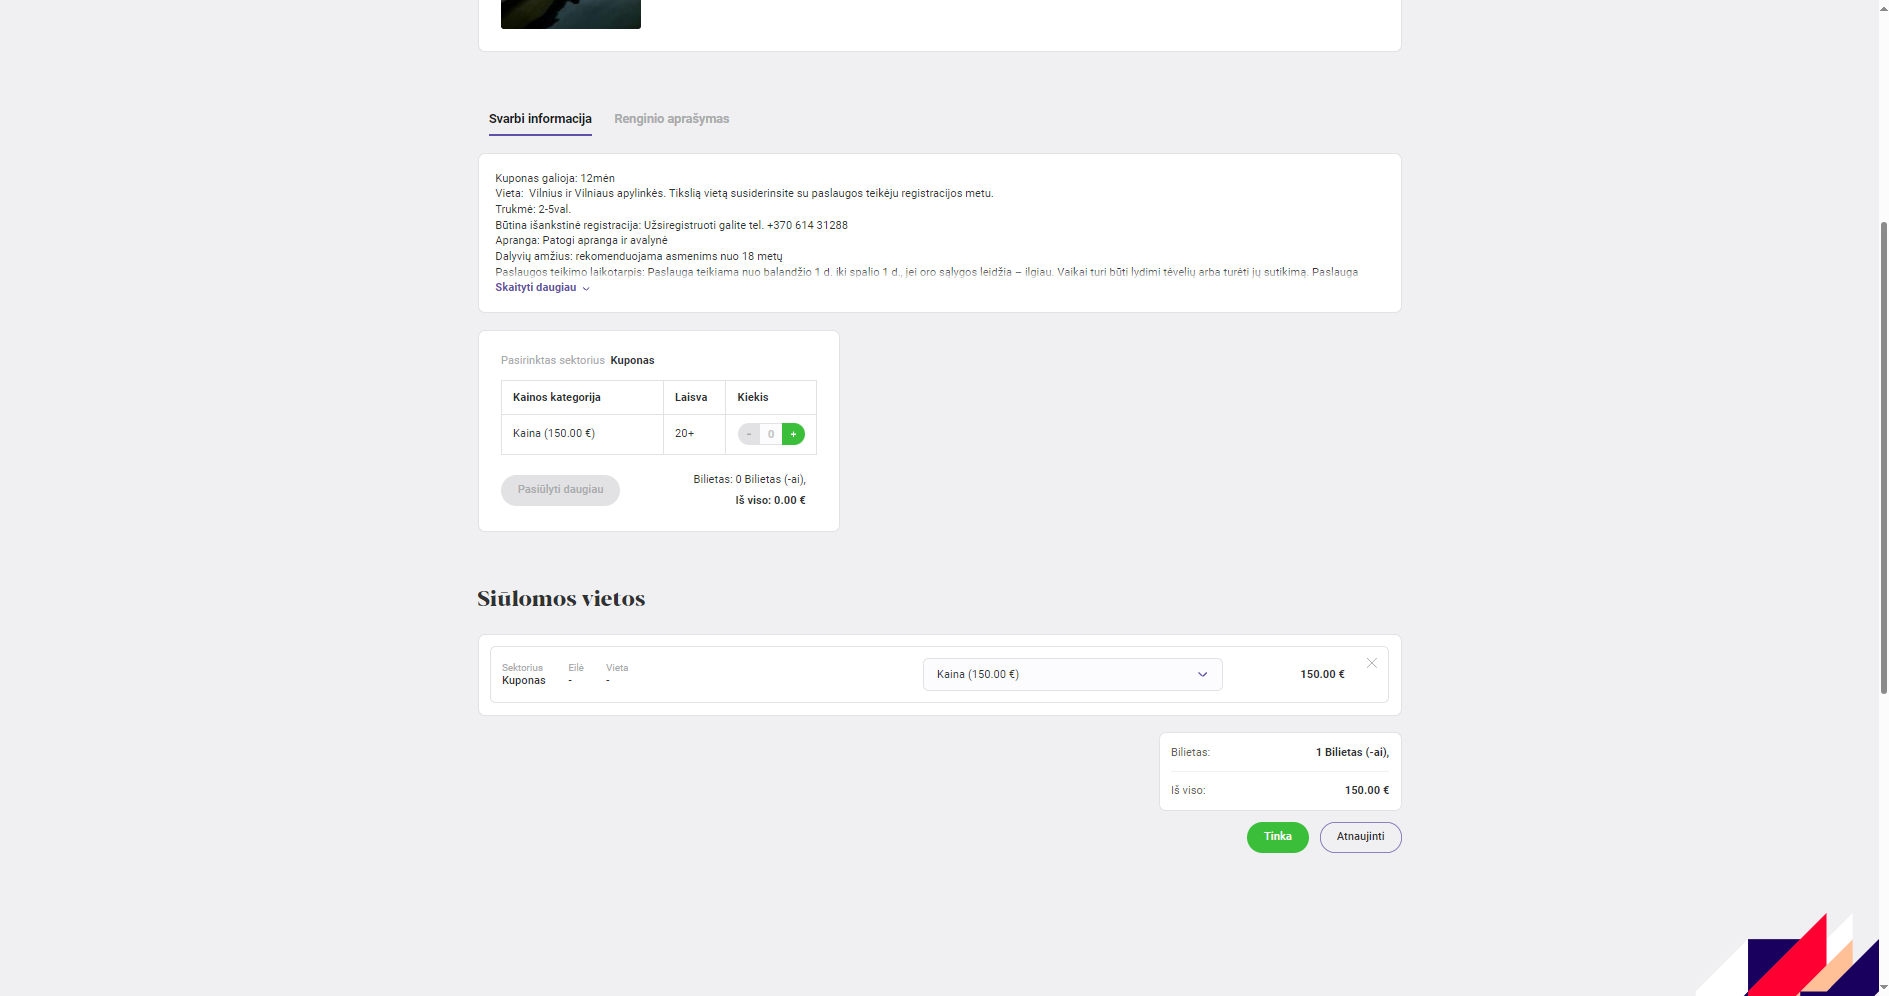 Svarbi informacija Renginio aprašymas
Kuponas galioja: 12mėn
Vieta:  Vilnius ir Vilniaus apylinkės. Tikslią vietą susiderinsite su paslaugos teikėju registracijos metu.
Trukmė: 2-5val.
Būtina išankstinė registracija: Užsiregistruoti galite tel. +370 614 31288
Apranga: Patogi apranga ir avalynė
Dalyvių amžius: rekomenduojama asmenims nuo 18 metų
Paslaugos teikimo laikotarpis: Paslauga teikiama nuo balandžio 1 d. iki spalio 1 d., jei oro sąlygos leidžia – ilgiau. Vaikai turi būti lydimi tėvelių arba turėti jų sutikimą. Paslauga
Skaityti daugiau
Pasirinktas sektorius Kuponas
Kainos kategorija Laisva Kiekis
Kaina (150.00 €) 20+ - 0 +
Pasiūlyti daugiau
Bilietas: 0 Bilietas (-ai),
Iš viso: 0.00 €
Siūlomos vietos
Sektorius Eilė Vieta
Kuponas - -
Kaina (150.00 €)
150.00 €
Bilietas: 1 Bilietas (-ai),
Iš viso: 150.00 €
Tinka Atnaujinti